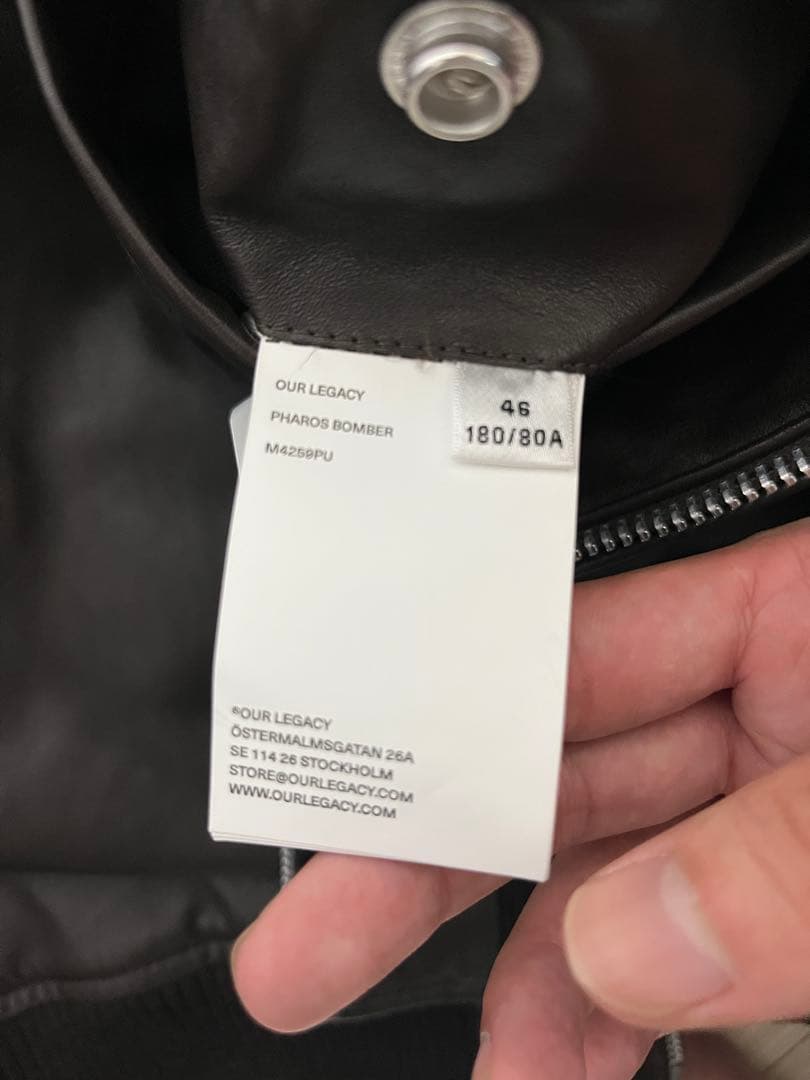 OUR LEGACY
PHAROS BOMBER
M4259PU
46
180/80A
®OUR LEGACY
ÖSTERMALMSGATAN 26A
SE 114 26 STOCKHOLM
STORE@OURLEGACY.COM
WWW.OURLEGACY.COM